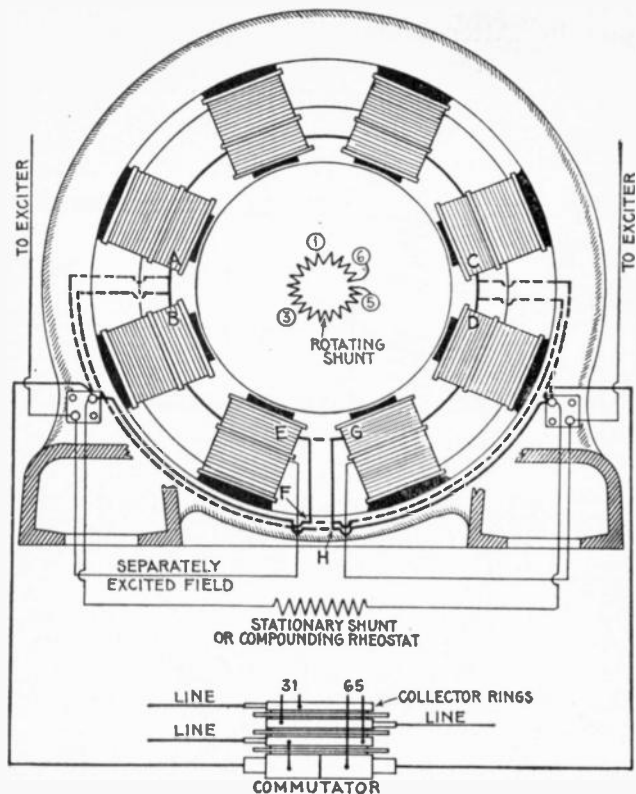 TO EXCITER
TO EXCITER
A
C
1
6
3
5
ROTATING
SHUNT
B
D
E
G
F
H
SEPARATELY
EXCITED FIELD
STATIONARY SHUNT
OR COMPOUNDING RHEOSTAT
31
65
COLLECTOR RINGS
LINE
LINE
LINE
COMMUTATOR